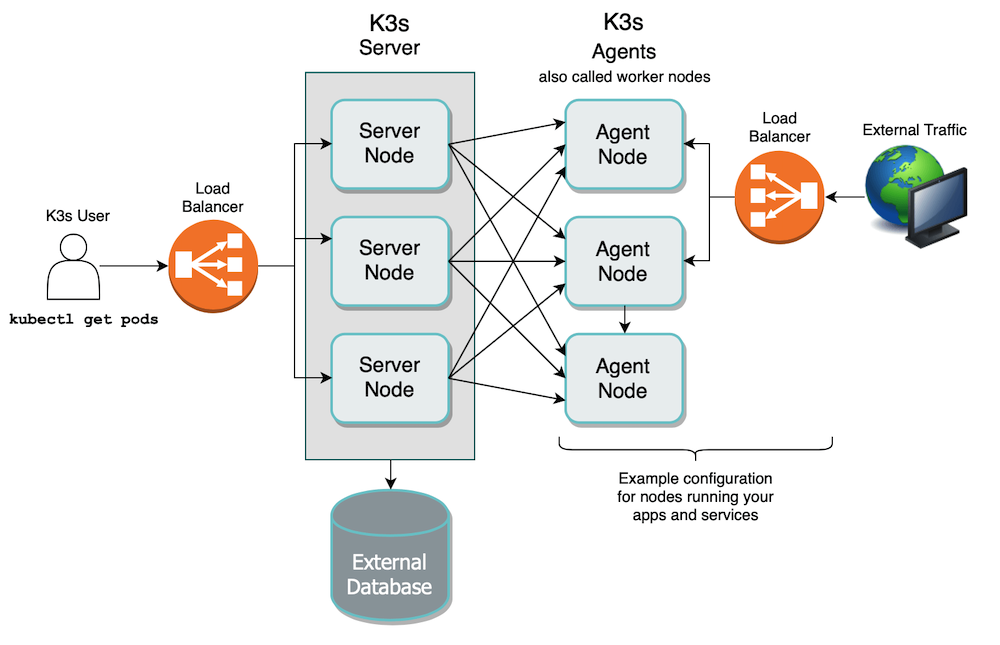 K3s
Server
K3s
Agents
also called worker nodes
Server
Node
Server
Node
Server
Node
Agent
Node
Agent
Node
Agent
Node
Load
Balancer
External Traffic
K3s User
Load
Balancer
kubectl get pods
Example configuration
for nodes running your
apps and services
External
Database